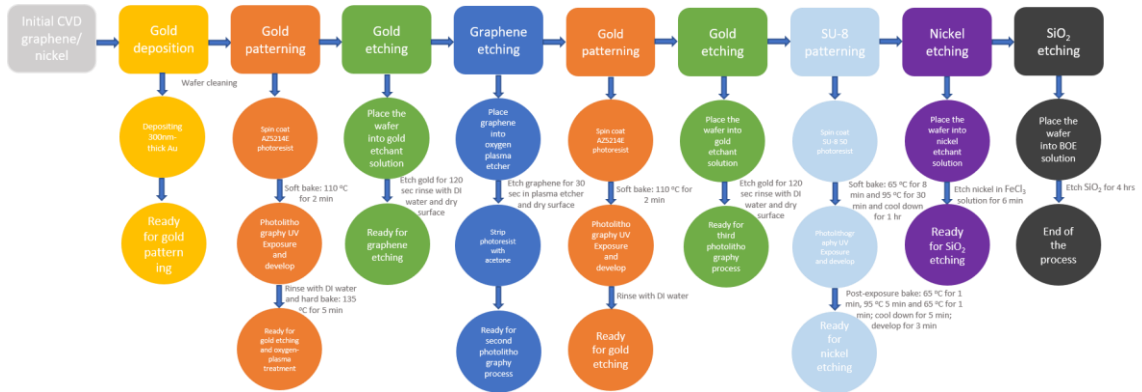 Initial CVD
graphene/
nickel
Gold
deposition
Gold
patterning
Gold
etching
Graphene
etching
Gold
patterning
Gold
etching
SU-8
patterning
Nickel
etching
SiO₂
etching
Wafer cleaning
Depositing
300nm-
thick Au
Ready
for gold
pattern
ing
Spin coat
AZ5214E
photoresist
Soft bake: 110 ºC
for 2 min
Photolitho
graphy UV
Exposure
and
develop
Rinse with DI water
and hard bake: 135
ºC for 5 min
Ready for
gold etching
and oxygen-
plasma
treatment
Place the
wafer
into gold
etchant
solution
Etch gold for 120
sec rinse with DI
water and dry
surface
Ready for
graphene
etching
Place
graphene
into
oxygen
plasma
etcher
Etch graphene for 30
sec in plasma etcher
and dry surface
Strip
photoresist
with
acetone
Ready for
second
photolitho
graphy
process
Spin coat
AZ5214E
photoresist
Soft bake: 110 ºC for
2 min
Photolitho
graphy UV
Exposure
and
develop
Rinse with DI water
Ready
for gold
etching
Place the
wafer into
gold
etchant
solution
Etch gold for 120
sec rinse with DI
water and dry
surface
Ready for
third
photolitho
graphy
process
Spin coat
SU-8 50
photoresist
Soft bake: 65 ºC for 8
min and 95 ºC for 30
min and cool down
for 1 hr
Photolithogr
aphy UV
Exposure
and develop
Post-exposure bake: 65 ºC for 1
min, 95 ºC 5 min and 65 ºC for 1
min; cool down for 5 min;
develop for 3 min
Ready
for
nickel
etching
Place the
wafer into
nickel
etchant
solution
Etch nickel in FeCl₃
solution for 6 min
Ready
for SiO₂
etching
Place the
wafer
into BOE
solution
Etch SiO₂ for 4 hrs
End of
the
process